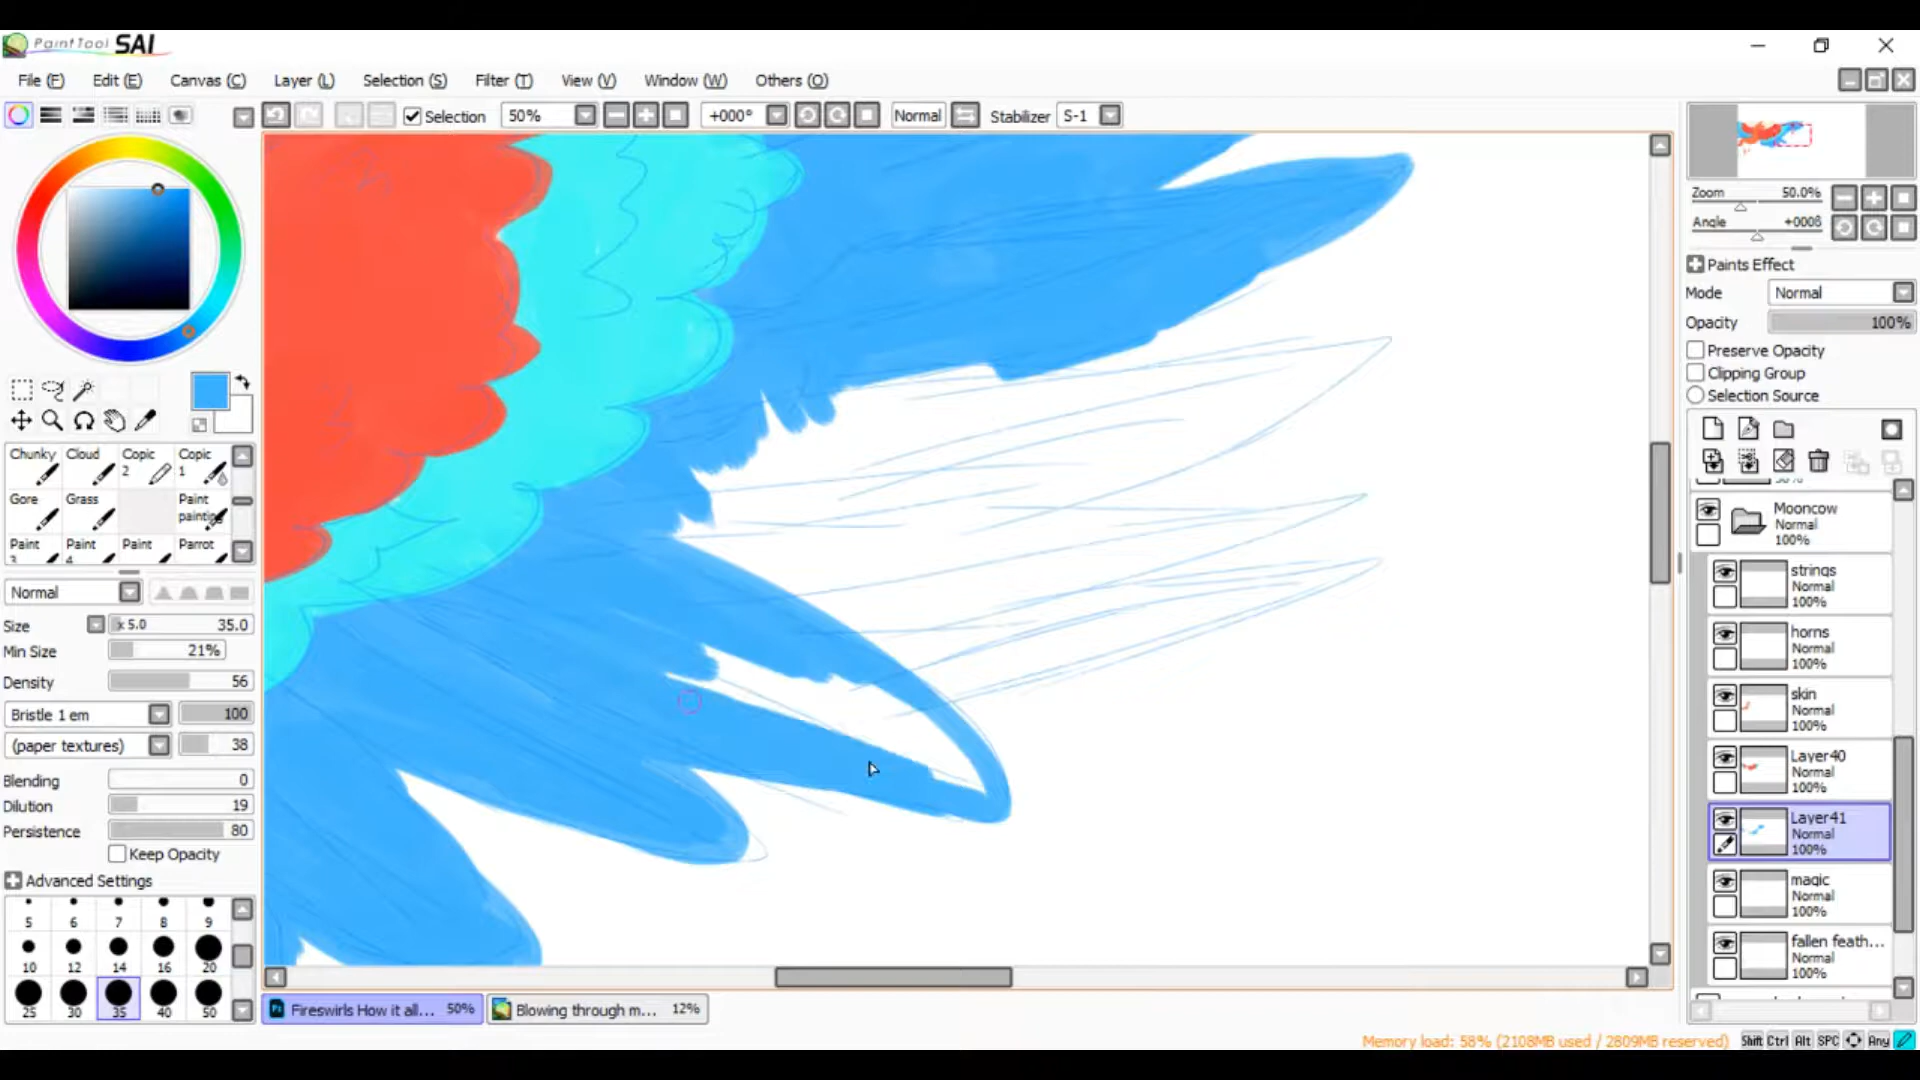 PaintTool SAI
File (F) Edit (E) Canvas (C) Layer (L) Selection (S) Filter (T) View (V) Window (W) Others (O)
Selection 50% +000° Normal Stabilizer S-1
Zoom 50.0%
Angle +000ß
Paints Effect
Mode Normal
Opacity 100%
Preserve Opacity
Clipping Group
Selection Source
Chunky Cloud Copic 2 Copic 1
Gore Grass Paint painting
Paint 3 Paint 4 Paint Parrot
Normal
Size x 5.0 35.0
Min Size 21%
Density 56
Bristle 1 em 100
(paper textures) 38
Blending 0
Dilution 19
Persistence 80
Keep Opacity
Advanced Settings
5 6 7 8 9
10 12 14 16 20
25 30 35 40 50
Mooncow
Normal
100%
strings
Normal
100%
horns
Normal
100%
skin
Normal
100%
Layer40
Normal
100%
Layer41
Normal
100%
magic
Normal
100%
fallen feath...
Normal
100%
Fireswirls How it all... 50% Blowing through m... 12%
Memory load: 58% (2108MB used / 2809MB reserved) Shift Ctrl Alt SPC Any